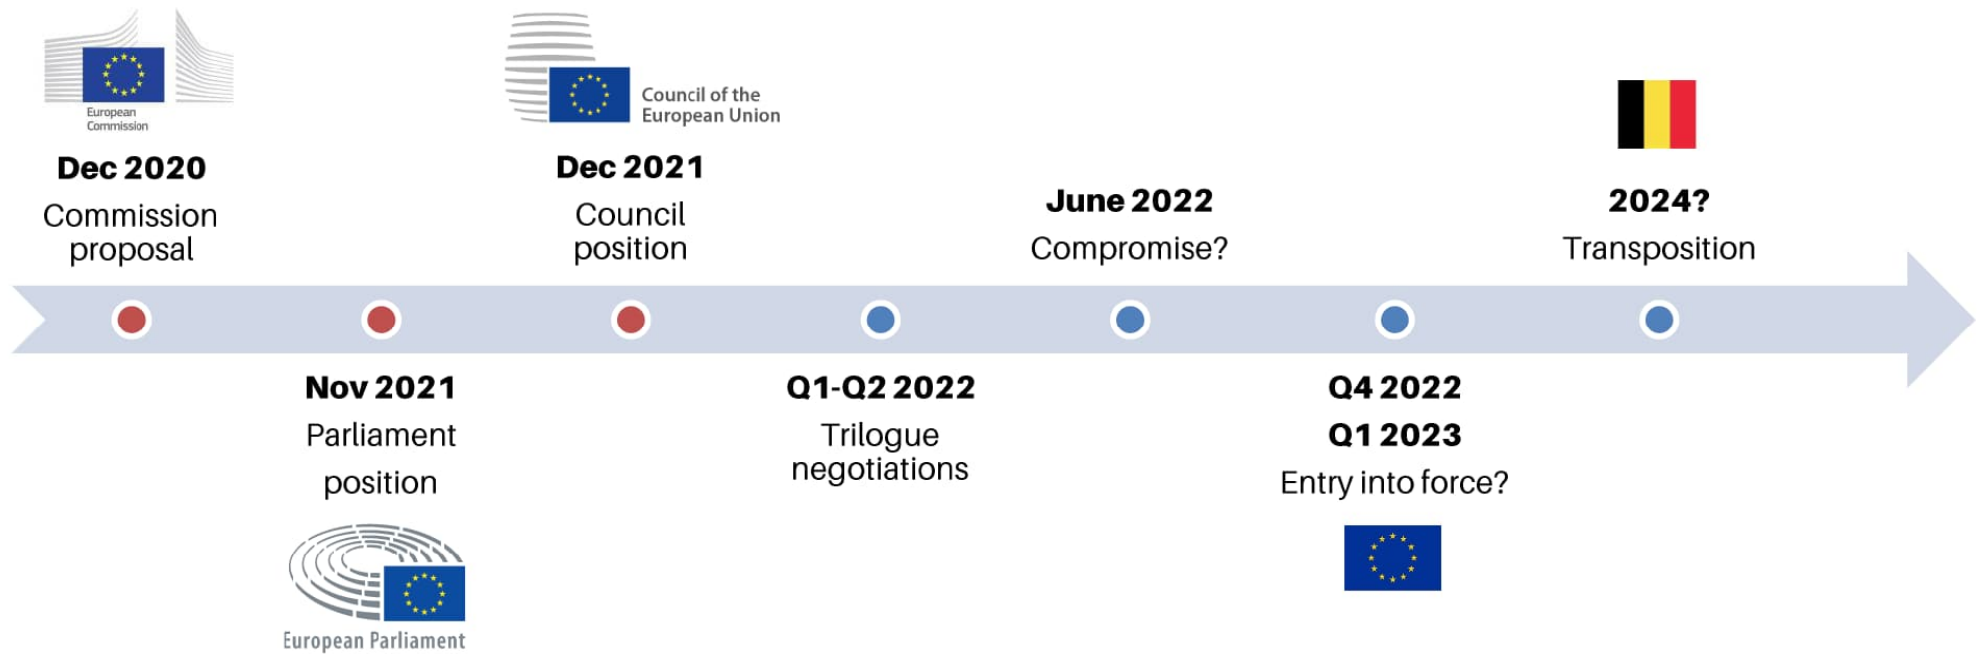 European
Commission
Dec 2020
Commission
proposal
Nov 2021
Parliament
position
European Parliament
Council of the
European Union
Dec 2021
Council
position
Q1-Q2 2022
Trilogue
negotiations
June 2022
Compromise?
Q4 2022
Q1 2023
Entry into force?
2024?
Transposition